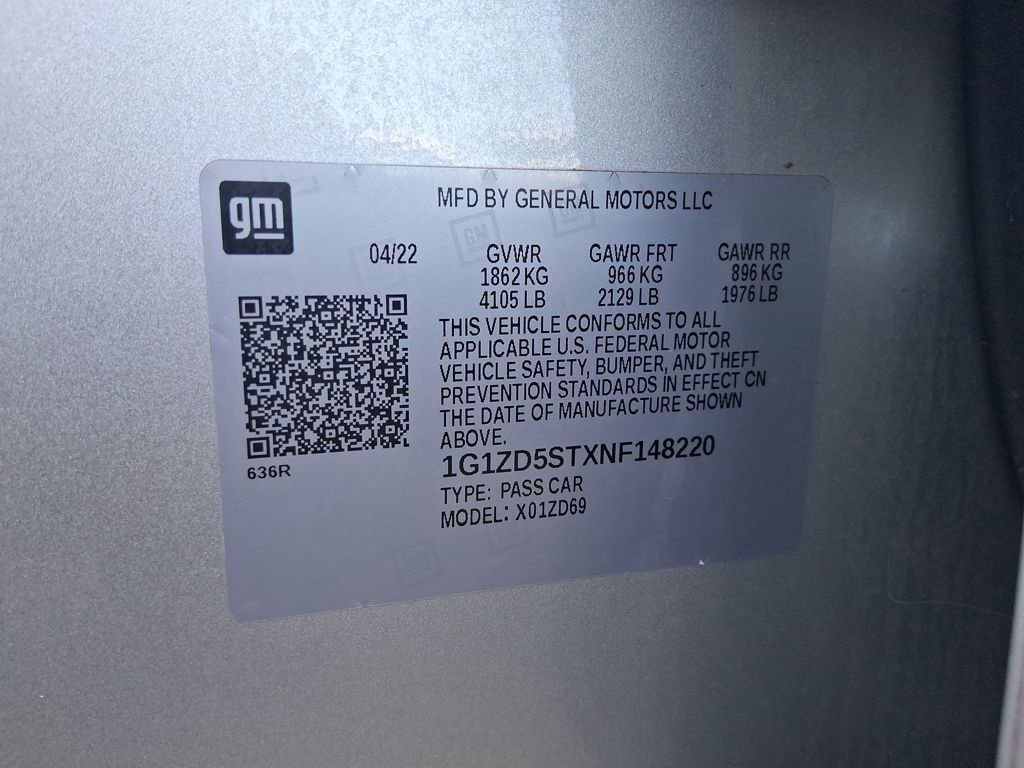 gm
MFD BY GENERAL MOTORS LLC
04/22 GVWR GAWR FRT GAWR RR
1862 KG 966 KG 896 KG
4105 LB 2129 LB 1976 LB
THIS VEHICLE CONFORMS TO ALL
APPLICABLE U.S. FEDERAL MOTOR
VEHICLE SAFETY, BUMPER, AND THEFT
PREVENTION STANDARDS IN EFFECT ON
THE DATE OF MANUFACTURE SHOWN
ABOVE.
636R
1G1ZD5STXNF148220
TYPE: PASS CAR
MODEL: X01ZD69